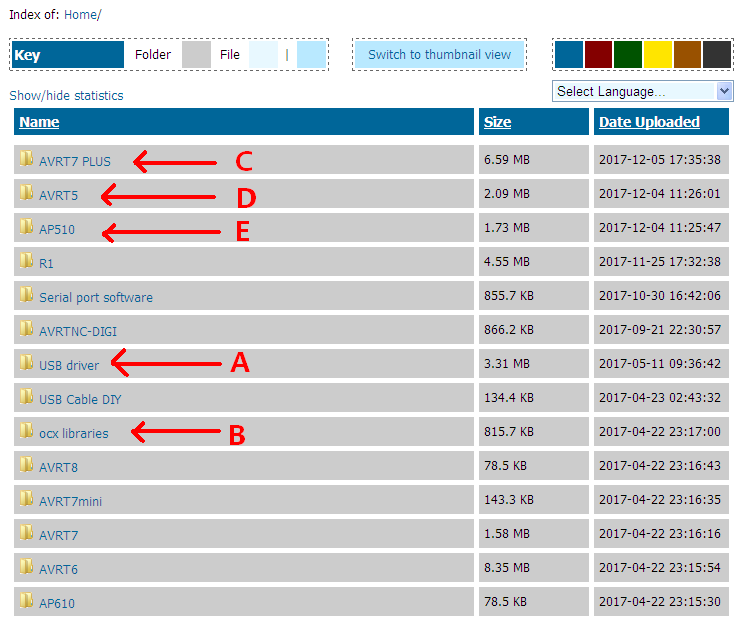 Index of: Home/
Key Folder File |
Switch to thumbnail view
Select Language...
Show/hide statistics
Name Size Date Uploaded
AVRT7 PLUS C 6.59 MB 2017-12-05 17:35:38
AVRT5 D 2.09 MB 2017-12-04 11:26:01
AP510 E 1.73 MB 2017-12-04 11:25:47
R1 4.55 MB 2017-11-25 17:32:38
Serial port software 855.7 KB 2017-10-30 16:42:06
AVRTNC-DIGI 866.2 KB 2017-09-21 22:30:57
USB driver A 3.31 MB 2017-05-11 09:36:42
USB Cable DIY 134.4 KB 2017-04-23 02:43:32
ocx libraries B 815.7 KB 2017-04-22 23:17:00
AVRT8 78.5 KB 2017-04-22 23:16:43
AVRT7mini 143.3 KB 2017-04-22 23:16:35
AVRT7 1.58 MB 2017-04-22 23:16:16
AVRT6 8.35 MB 2017-04-22 23:15:54
AP610 78.5 KB 2017-04-22 23:15:30